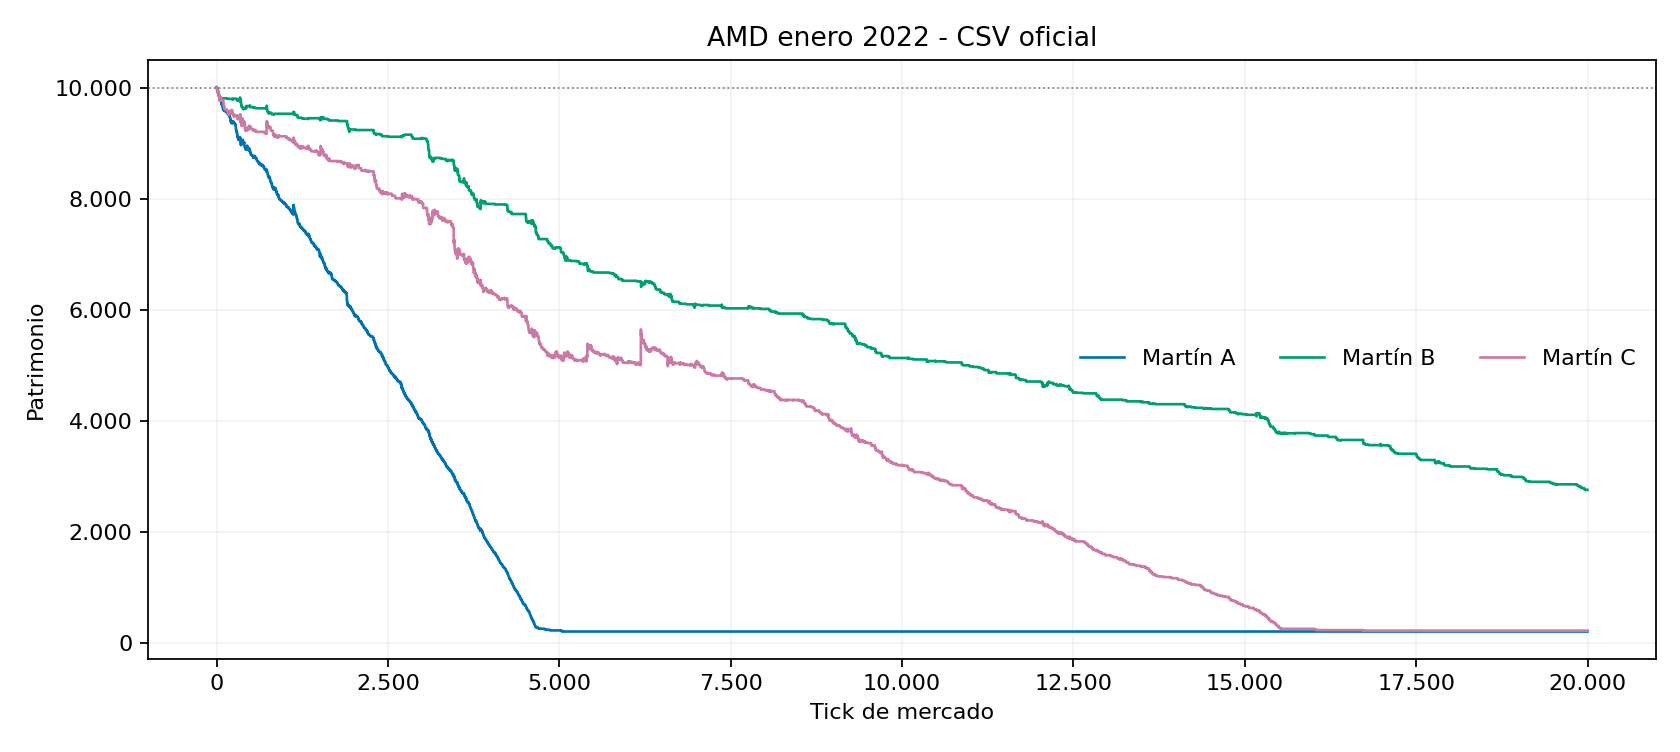 AMD enero 2022 - CSV oficial
Patrimonio
10.000
8.000
6.000
4.000
2.000
0
Martín A
Martín B
Martín C
0
2.500
5.000
7.500
10.000
12.500
15.000
17.500
20.000
Tick de mercado